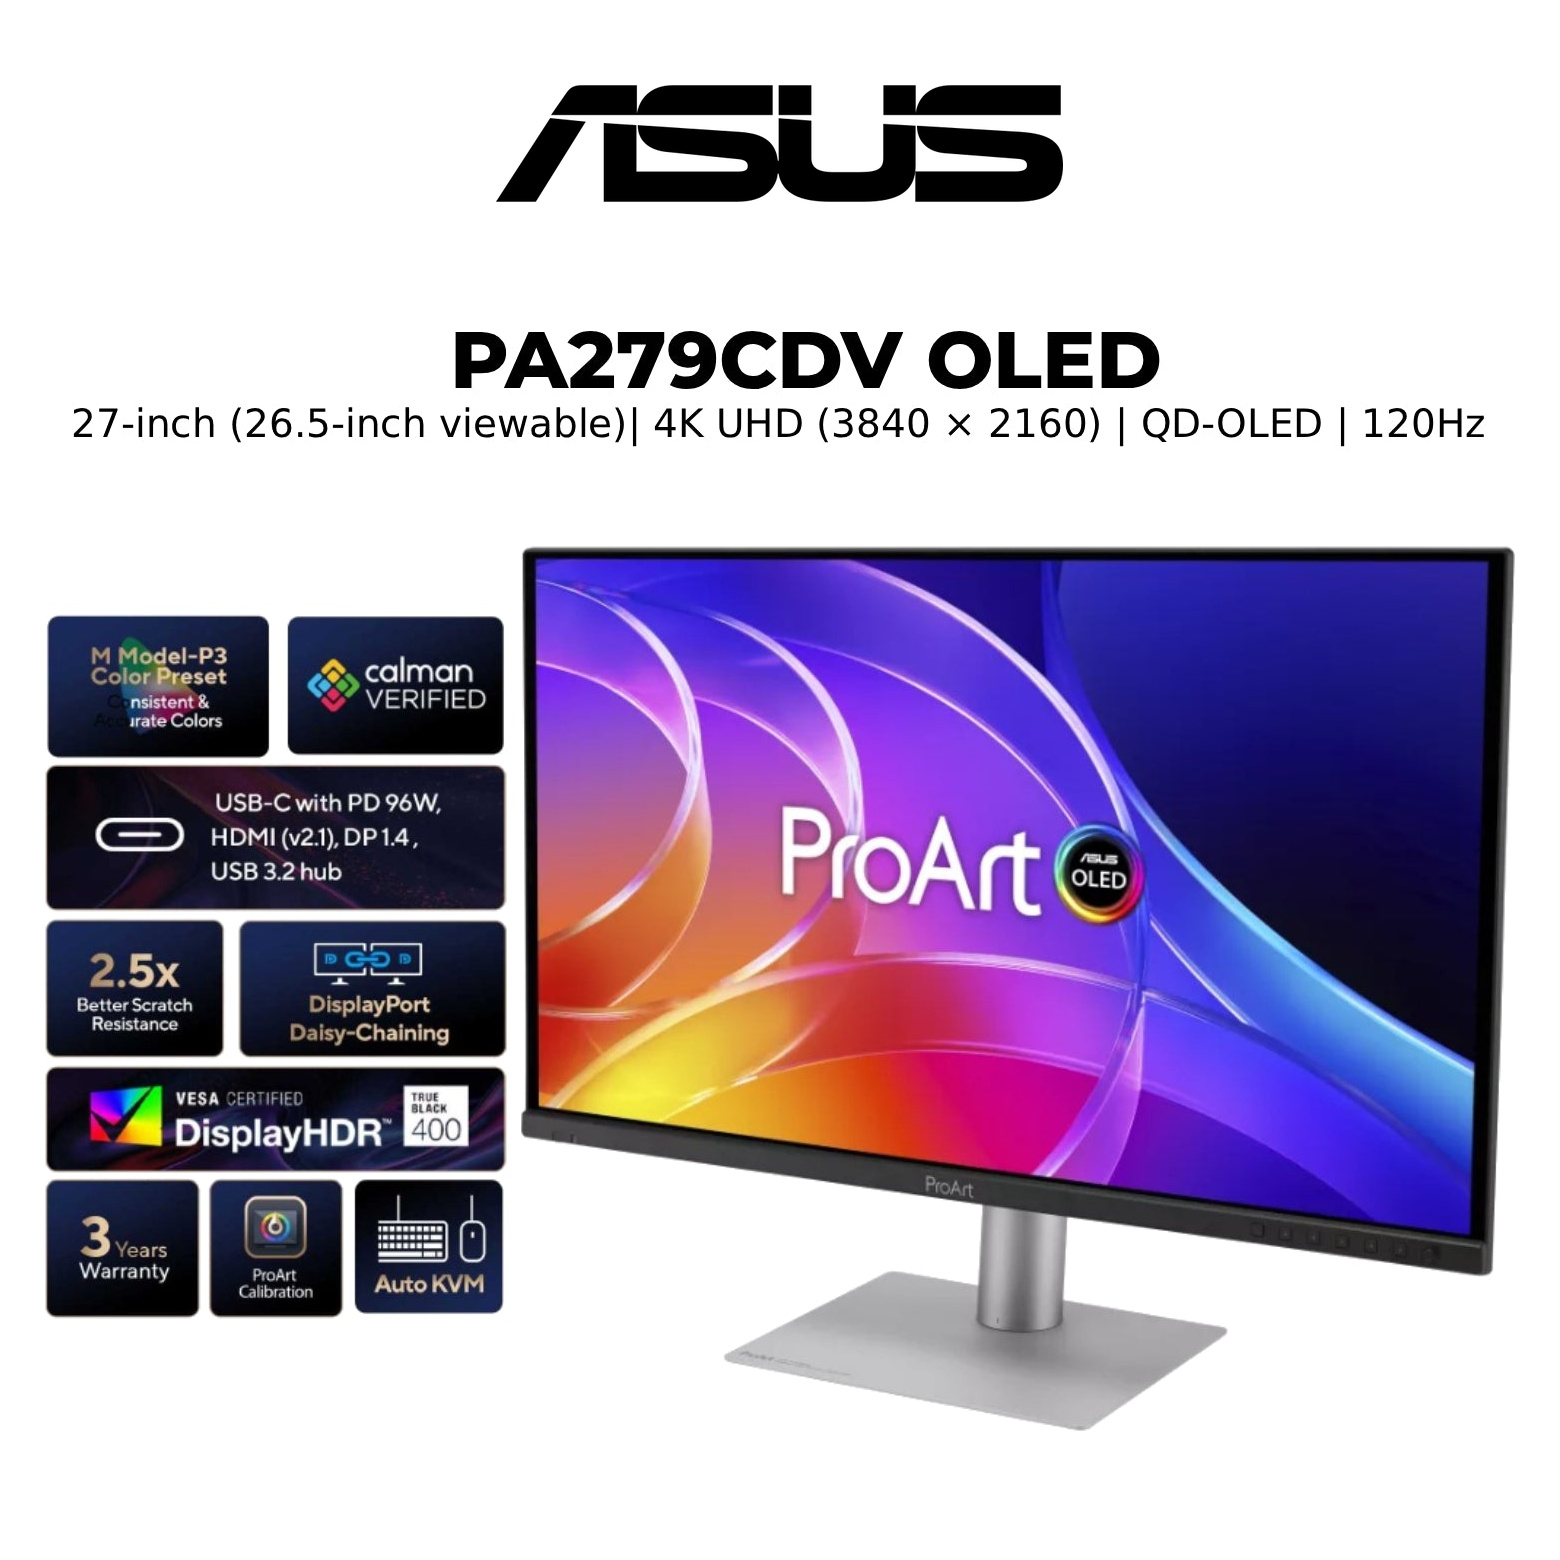 ASUS
PA279CDV OLED
27-inch (26.5-inch viewable)| 4K UHD (3840 × 2160) | QD-OLED | 120Hz
M Model-P3
Color Preset
Consistent &
Accurate Colors
calman
VERIFIED
USB-C with PD 96W,
HDMI (v2.1), DP 1.4,
USB 3.2 hub
2.5x
Better Scratch
Resistance
DisplayPort
Daisy-Chaining
VESA CERTIFIED
DisplayHDR™
TRUE
BLACK
400
3 Years
Warranty
ProArt
Calibration
Auto KVM
ProArt
ASUS
OLED
ProArt